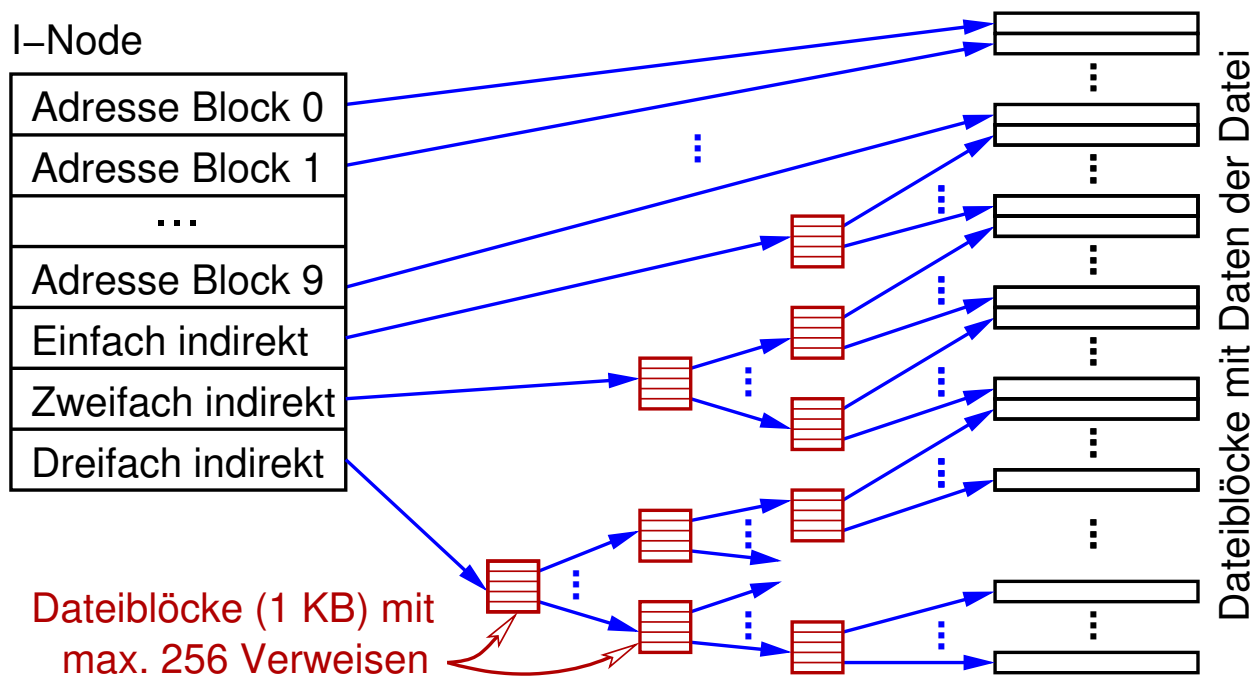 I–Node
Adresse Block 0
Adresse Block 1
...
Adresse Block 9
Einfach indirekt
Zweifach indirekt
Dreifach indirekt
Dateiblöcke (1 KB) mit
max. 256 Verweisen
Dateiblöcke mit Daten der Datei